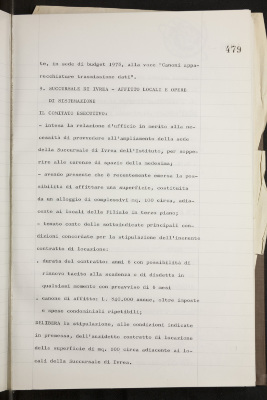 479
te, in sede di budget 1979, alla voce "Canoni appa-
recchiature trasmissione dati".
4. SUCCURSALE DI IVREA - AFFITTO LOCALI E OPERE
DI SISTEMAZIONE
IL COMITATO ESECUTIVO:
- intesa la relazione d'ufficio in merito alla ne-
cessità di provvedere all'ampliamento della sede
della Succursale di Ivrea dell'Istituto, per soppe-
rire alle carenze di spazio della medesima;
- avendo presente che è recentemente emersa la pos-
sibilità di affittare una superficie, costituita
da un alloggio di complessivi mq. circa, adia-
cente ai locali della filiale in terzo piano;
- tenuto conto delle sottoindicate principali con-
dizioni concordate per la stipulazione dell'inerente
contratto di locazione:
. durata del contratto: anni 6 con possibilità di
rinnovo tacito alla scadenza e di disdetta in
qualsiasi momento con preavviso di 6 mesi
. canone di affitto: L. annue, oltre imposte
e spese condominiali ripetibili;
DELIBERA la stipulazione, alle condizioni indicate
in premessa, dell'anzidetto contratto di locazione
della superficie di mq. circa adiacente ai lo-
cali della Succursale di Ivrea.